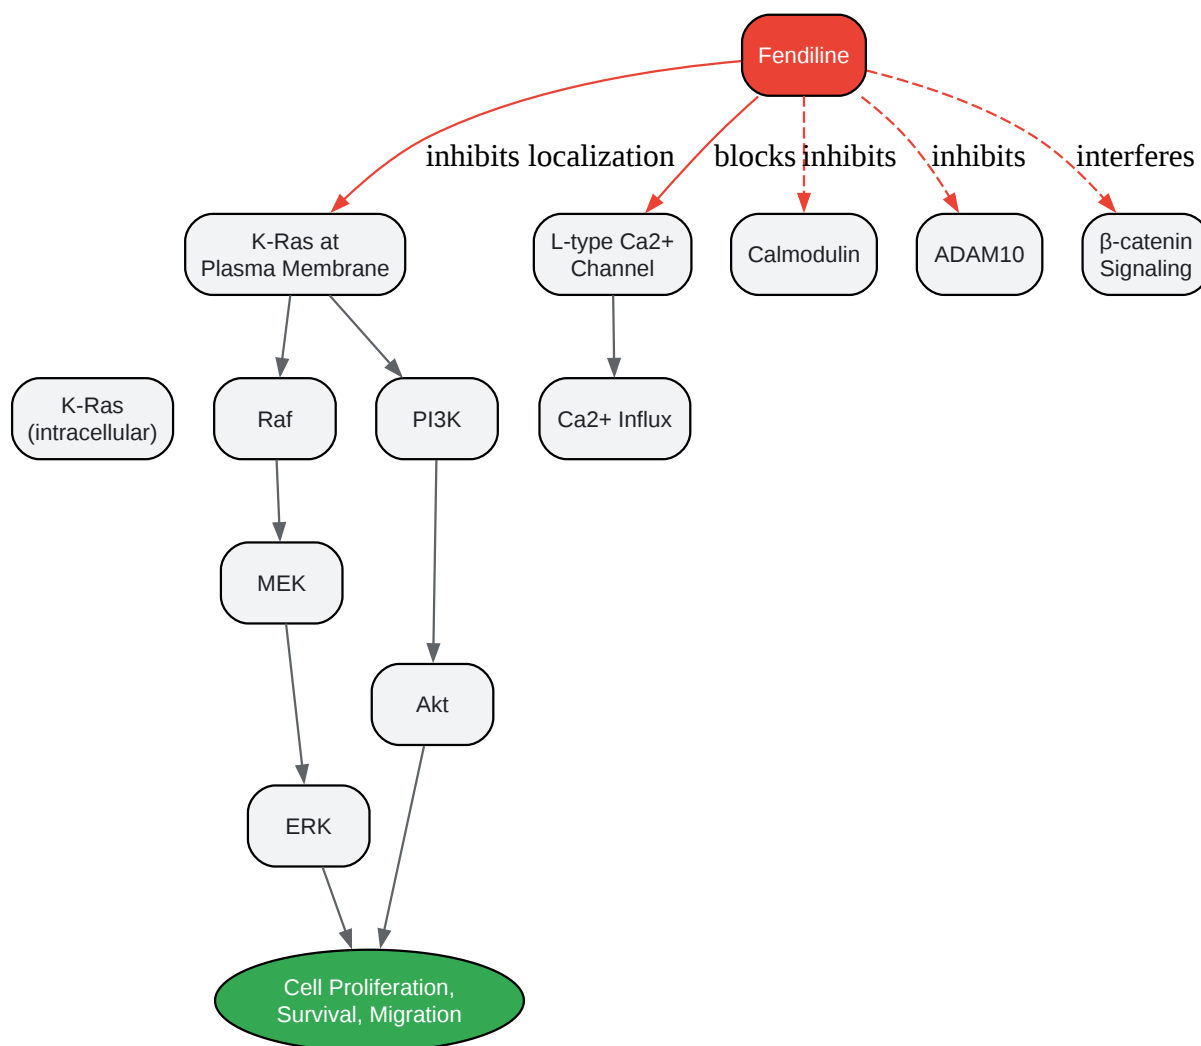 Fendiline
inhibits localization
blocks
inhibits
inhibits
interferes
K-Ras at
Plasma Membrane
L-type Ca2+
Channel
Calmodulin
ADAM10
β-catenin
Signaling
K-Ras
(intracellular)
Raf
PI3K
Ca2+ Influx
MEK
Akt
ERK
Cell Proliferation,
Survival, Migration